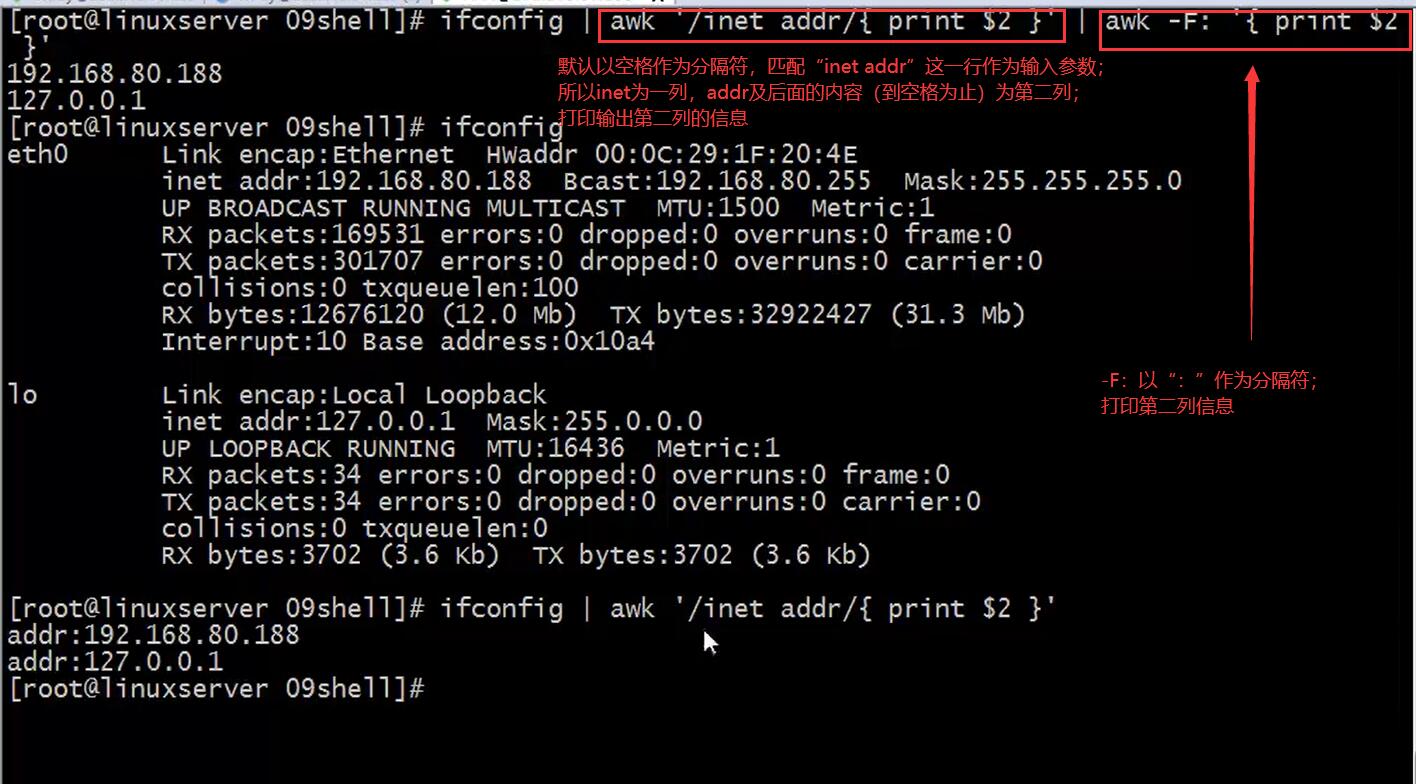 [root@linuxserver 09shell]# ifconfig | awk '/inet addr/{ print $2 }' | awk -F: '{ print $2
}'
默认以空格作为分隔符，匹配“inet addr”这一行作为输入参数；
192.168.80.188
所以inet为一列，addr及后面的内容（到空格为止）为第二列；
127.0.0.1
打印输出第二列的信息
[root@linuxserver 09shell]# ifconfig
eth0 Link encap:Ethernet HWaddr 00:0C:29:1F:20:4E
inet addr:192.168.80.188 Bcast:192.168.80.255 Mask:255.255.255.0
UP BROADCAST RUNNING MULTICAST MTU:1500 Metric:1
RX packets:169531 errors:0 dropped:0 overruns:0 frame:0
TX packets:301707 errors:0 dropped:0 overruns:0 carrier:0
collisions:0 txqueuelen:100
RX bytes:12676120 (12.0 Mb) TX bytes:32922427 (31.3 Mb)
Interrupt:10 Base address:0x10a4
-F：以“：”作为分隔符；
打印第二列信息
lo Link encap:Local Loopback
inet addr:127.0.0.1 Mask:255.0.0.0
UP LOOPBACK RUNNING MTU:16436 Metric:1
RX packets:34 errors:0 dropped:0 overruns:0 frame:0
TX packets:34 errors:0 dropped:0 overruns:0 carrier:0
collisions:0 txqueuelen:0
RX bytes:3702 (3.6 Kb) TX bytes:3702 (3.6 Kb)
[root@linuxserver 09shell]# ifconfig | awk '/inet addr/{ print $2 }'
addr:192.168.80.188
addr:127.0.0.1
[root@linuxserver 09shell]#